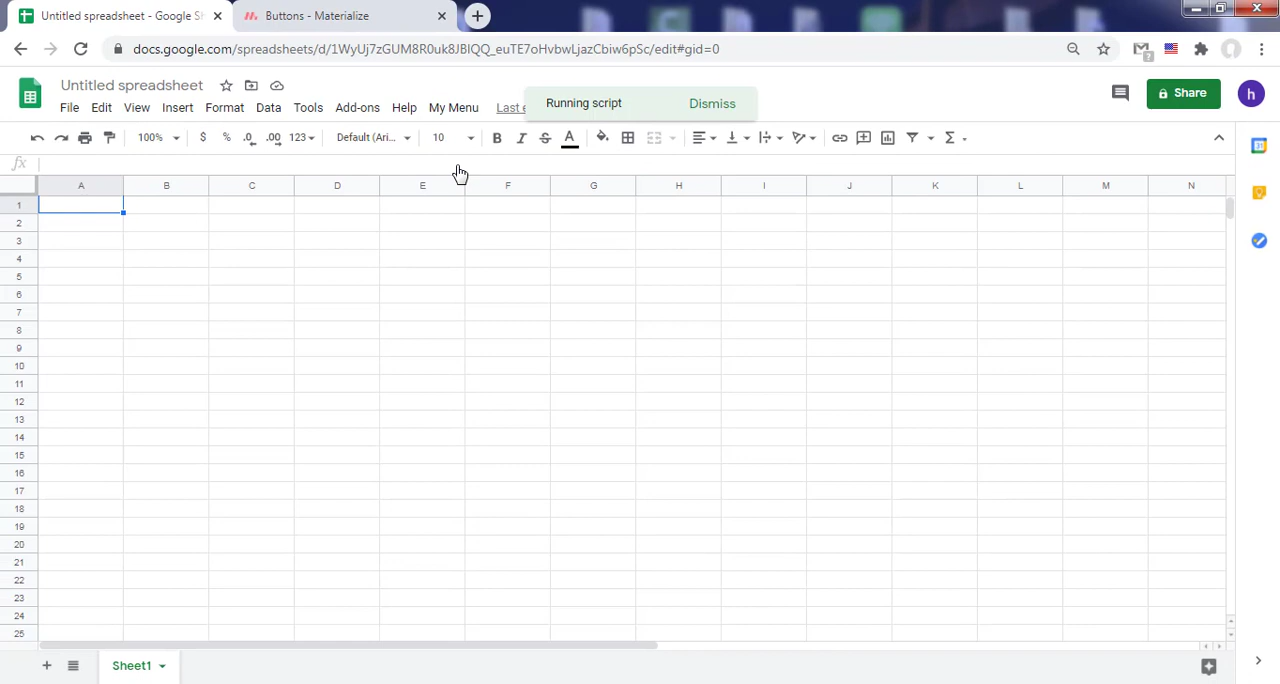 Untitled spreadsheet - Google Sh
Buttons - Materialize
docs.google.com/spreadsheets/d/1WyUj7zGUM8R0uk8JBIQQ_euTE7oHvbwLjazCbiw6pSc/edit#gid=0
Untitled spreadsheet
File Edit View Insert Format Data Tools Add-ons Help My Menu Last e
Running script Dismiss
Share
h
150% $ % .0 .00 123 Default (Ari... 10 B I S A Σ
fx
A B C D E F G H I J K L M N
1
2
3
4
5
6
7
8
9
10
11
12
13
14
15
16
17
18
19
20
21
22
23
24
25
Sheet1